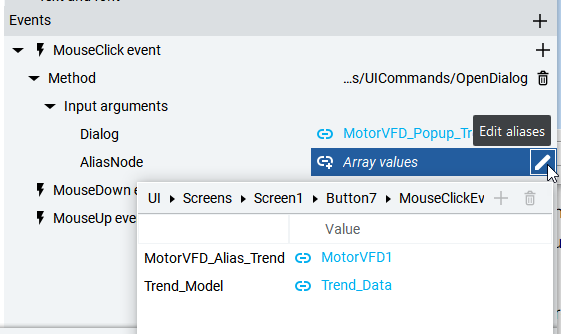 Events
MouseClick event
Method …s/UICommands/OpenDialog
Input arguments
Dialog MotorVFD_Popup_Tr
Edit aliases
AliasNode Array values
MouseDown e
UI Screens Screen1 Button7 MouseClickEv
MouseUp eve
Value
MotorVFD_Alias_Trend MotorVFD1
Trend_Model Trend_Data